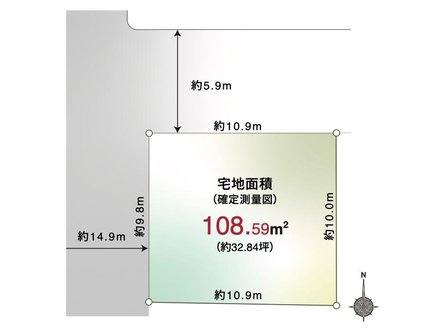 約5.9m
約10.9m
宅地面積
(確定測量図)
108.59m²
(約32.84坪)
約9.8m
約10.0m
約14.9m
約10.9m
N